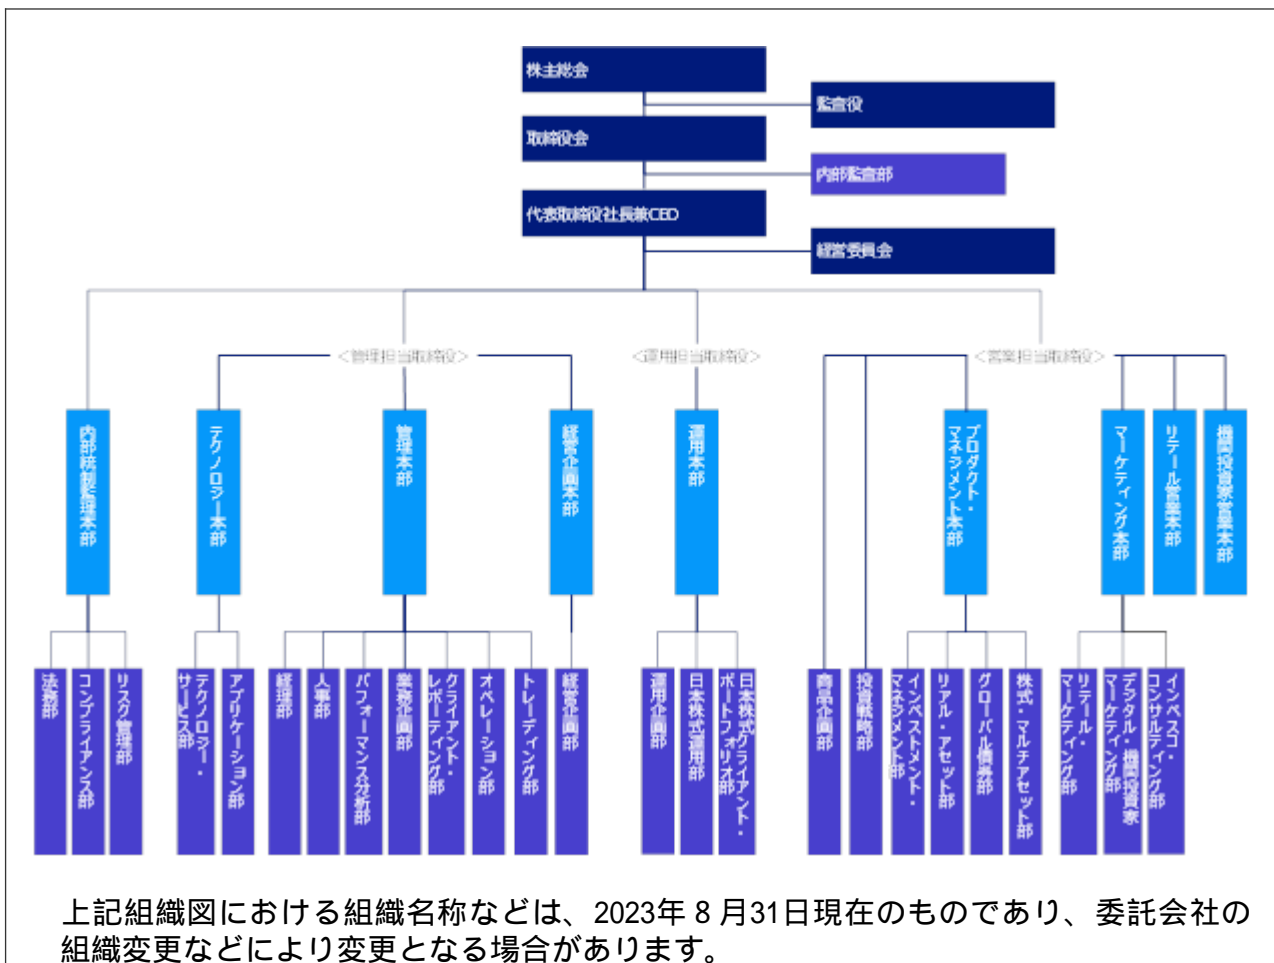 株主総会
監査役
取締役会
内部監査部
代表取締役社長兼CEO
経営委員会
＜管理担当取締役＞
＜運用担当取締役＞
＜営業担当取締役＞
内部統制監理本部
テクノロジー本部
管理本部
経営企画本部
運用本部
プロダクト・
マネジメント本部
マーケティング本部
リテール営業本部
機関投資家営業本部
法務部
コンプライアンス部
リスク管理部
テクノロジー・
サービス部
アプリケーション部
経理部
人事部
パフォーマンス分析部
業務企画部
クライアント・
レポーティング部
オペレーション部
トレーディング部
経営企画部
運用企画部
日本株式運用部
日本株式クライアント・
ポートフォリオ部
商品企画部
投資戦略部
インベストメント・
マネジメント部
リアル・アセット部
グローバル債券部
株式・マルチアセット部
リテール・
マーケティング部
デジタル・機関投資家
マーケティング部
インベスコ・
コンサルティング部
上記組織図における組織名称などは、2023年８月31日現在のものであり、委託会社の
組織変更などにより変更となる場合があります。